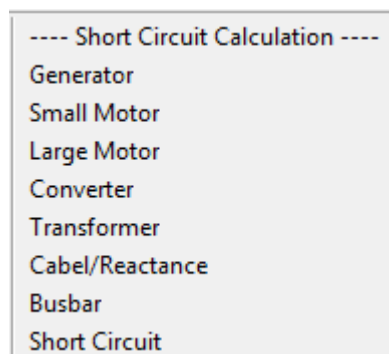 ---- Short Circuit Calculation ----
Generator
Small Motor
Large Motor
Converter
Transformer
Cabel/Reactance
Busbar
Short Circuit